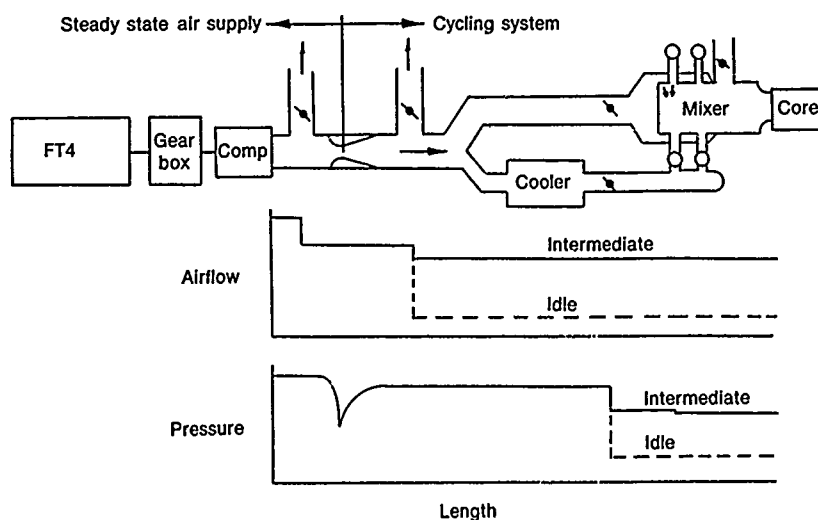 Steady state air supply
Cycling system
FT4
Gear
box
Comp
Cooler
Mixer
Core
Airflow
Intermediate
Idle
Pressure
Intermediate
Idle
Length